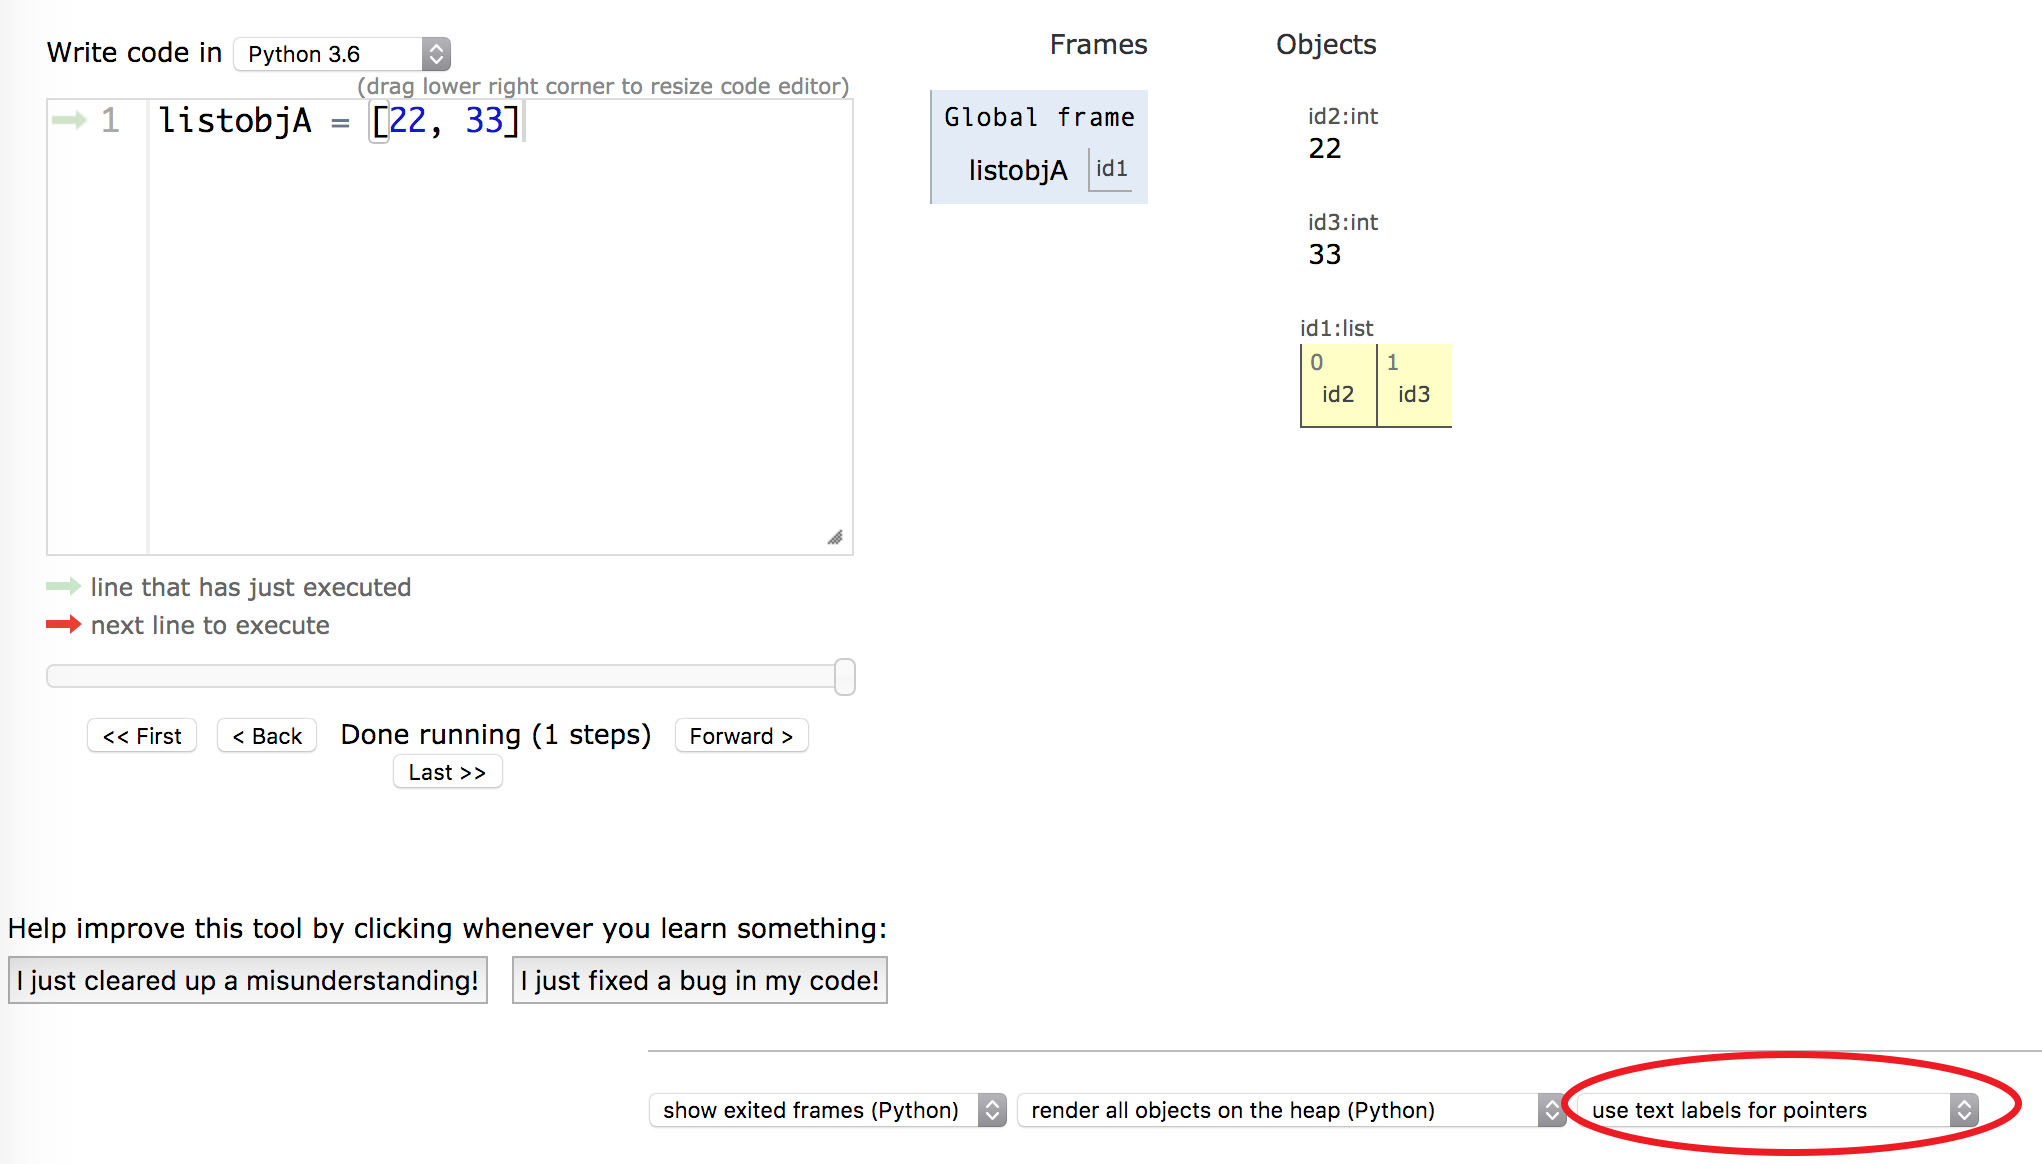 Write code in Python 3.6
(drag lower right corner to resize code editor)
1 listobjA = [22, 33]
line that has just executed
next line to execute
<< First < Back Done running (1 steps) Forward >
Last >>
Frames
Global frame
listobjA id1
Objects
id2:int
22
id3:int
33
id1:list
0 1
id2 id3
Help improve this tool by clicking whenever you learn something:
I just cleared up a misunderstanding! I just fixed a bug in my code!
show exited frames (Python) render all objects on the heap (Python) use text labels for pointers